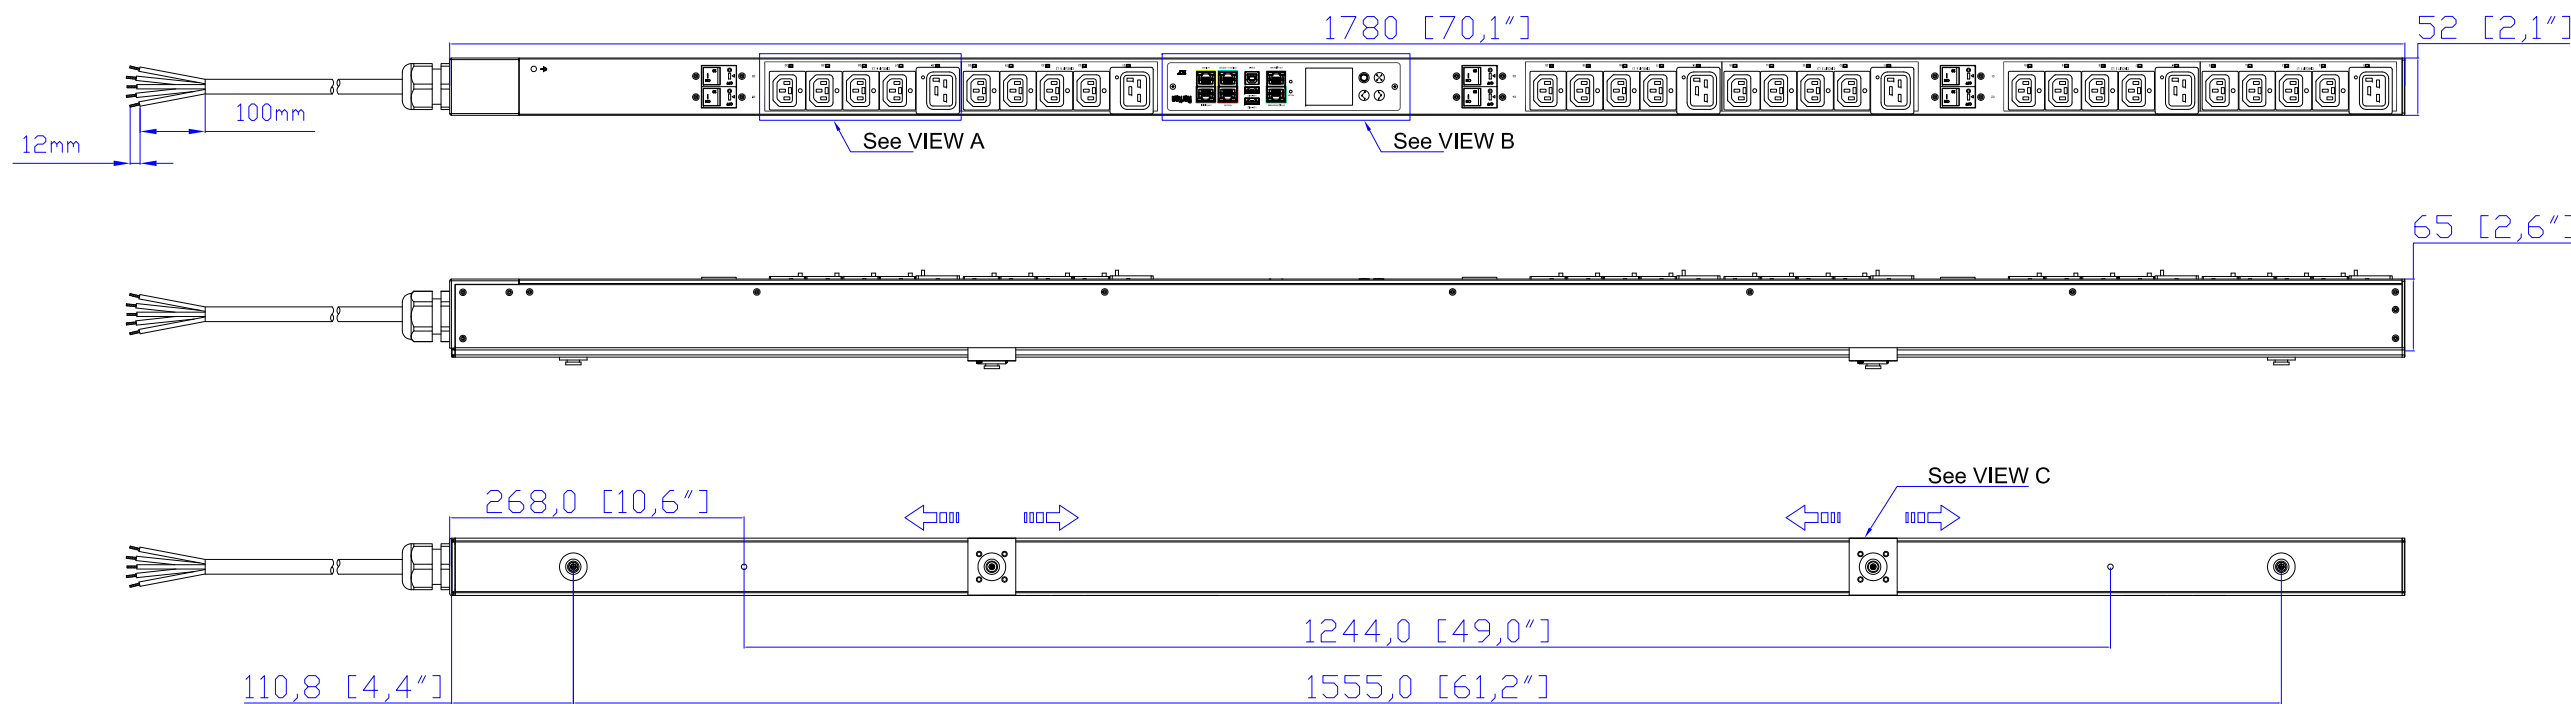 1780 [70,1"]
52 [2,1"]
100mm
12mm
See VIEW A
See VIEW B
65 [2,6"]
See VIEW C
268,0 [10,6"]
1244,0 [49,0"]
110,8 [4,4"]
1555,0 [61,2"]